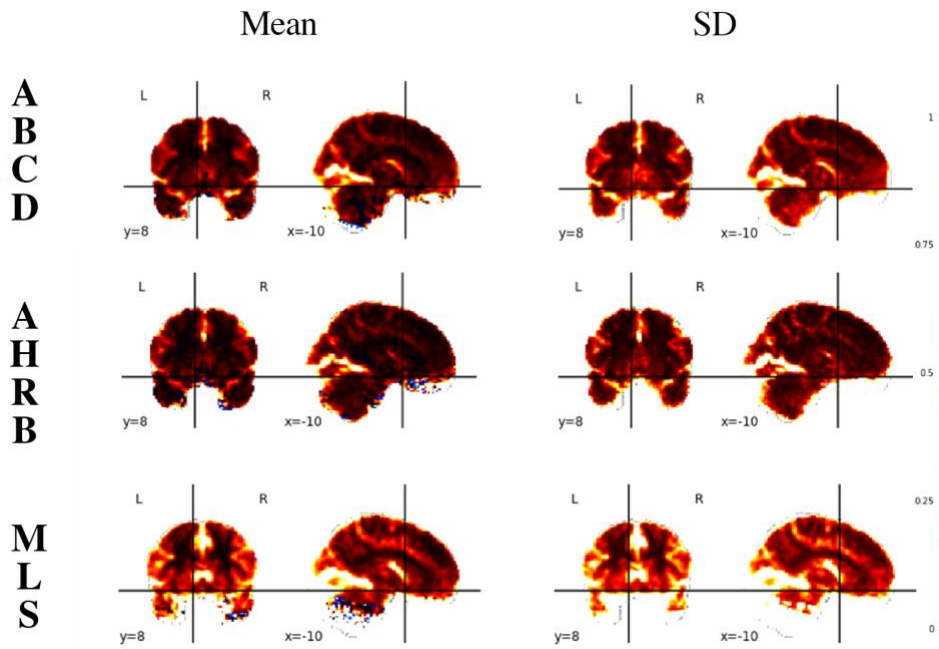 Mean SD
A
B
C
D
L R L R
y=8 x=-10 y=8 x=-10
1
0.75
A
H
R
B
L R L R
y=8 x=-10 y=8 x=-10
0.5
M
L
S
L R L R
y=8 x=-10 y=8 x=-10
0.25
0